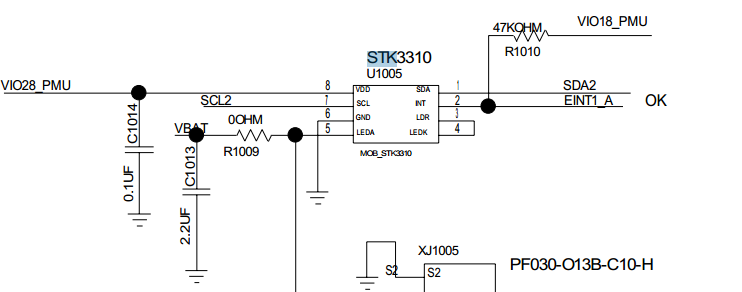 47KOHM
VIO18_PMU
R1010
STK3310
U1005
VIO28_PMU
8
VDD
SDA
1
SDA2
SCL2
7
SCL
INT
2
EINT1_A
OK
C1014
0OHM
6
GND
LDR
3
VBAT
5
LEDA
LEDK
4
R1009
C1013
MOB_STK3310
0.1UF
2.2UF
XJ1005
S2
S2
PF030-O13B-C10-H